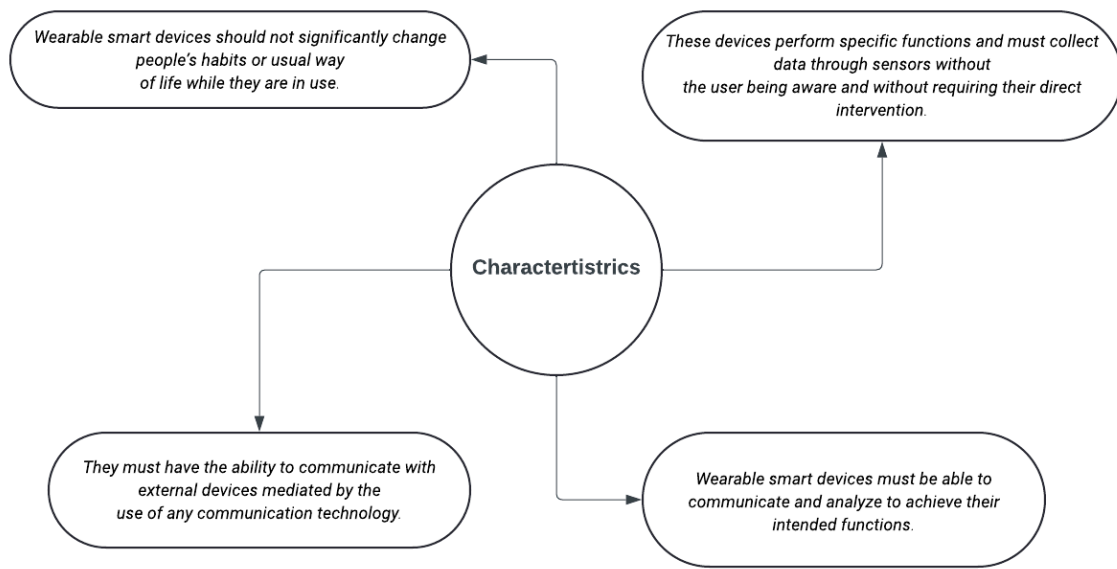 Wearable smart devices should not significantly change
people's habits or usual way
of life while they are in use.
These devices perform specific functions and must collect
data through sensors without
the user being aware and without requiring their direct
intervention.
Charactertistrics
They must have the ability to communicate with
external devices mediated by the
use of any communication technology.
Wearable smart devices must be able to
communicate and analyze to achieve their
intended functions.